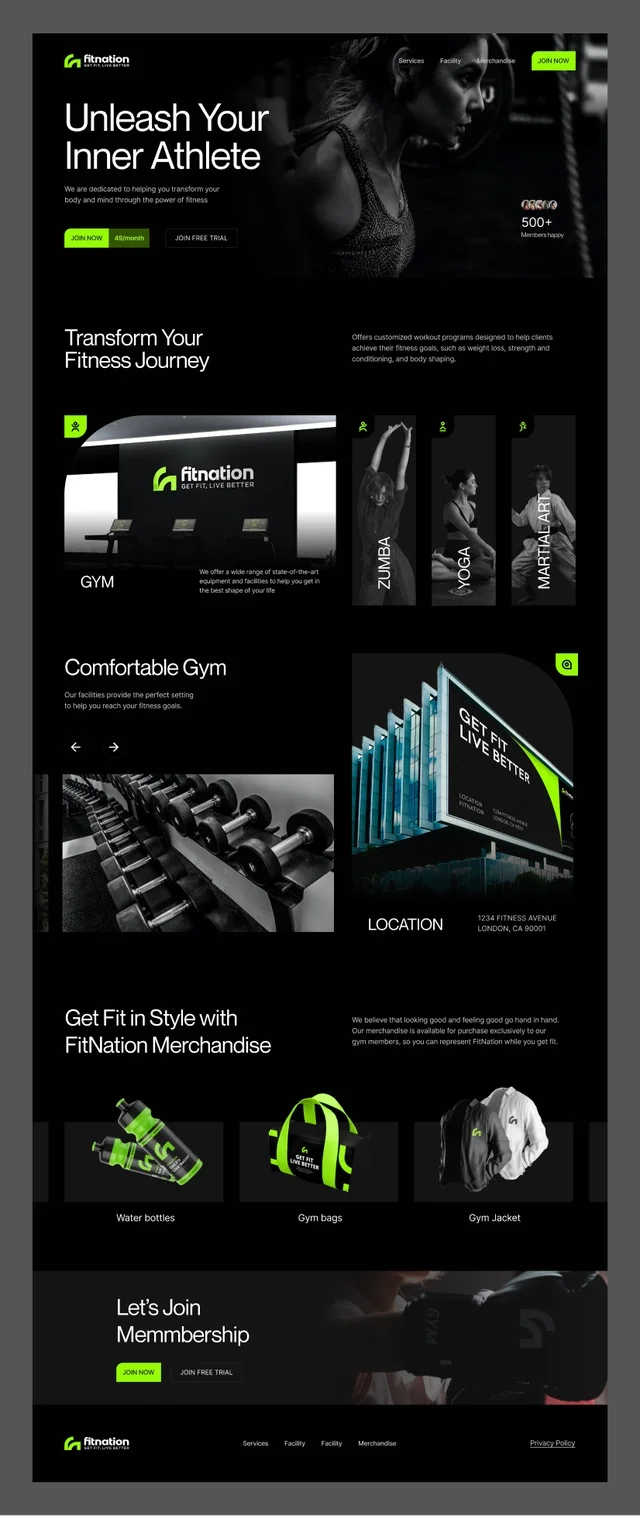 fitnation
GET FIT, LIVE BETTER
Services
Facility
Merchandise
JOIN NOW
Unleash Your
Inner Athlete
We are dedicated to helping you transform your
body and mind through the power of fitness
JOIN NOW
49/month
JOIN FREE TRIAL
500+
Members happy
Transform Your
Fitness Journey
Offers customized workout programs designed to help clients
achieve their fitness goals, such as weight loss, strength and
conditioning, and body shaping.
fitnation
GET FIT, LIVE BETTER
GYM
We offer a wide range of state-of-the-art
equipment and facilities to help you get in
the best shape of your life
ZUMBA
YOGA
MARTIAL ART
Comfortable Gym
Our facilities provide the perfect setting
to help you reach your fitness goals.
GET FIT
LIVE BETTER
LOCATION
FITNATION
1234 FITNESS AVENUE
LONDON, CA 90001
LOCATION
1234 FITNESS AVENUE
LONDON, CA 90001
Get Fit in Style with
FitNation Merchandise
We believe that looking good and feeling good go hand in hand.
Our merchandise is available for purchase exclusively to our
gym members, so you can represent FitNation while you get fit.
GET FIT
LIVE BETTER
Water bottles
Gym bags
Gym Jacket
Let's Join
Memmbership
JOIN NOW
JOIN FREE TRIAL
GYM
fitnation
GET FIT, LIVE BETTER
Services
Facility
Facility
Merchandise
Privacy Policy